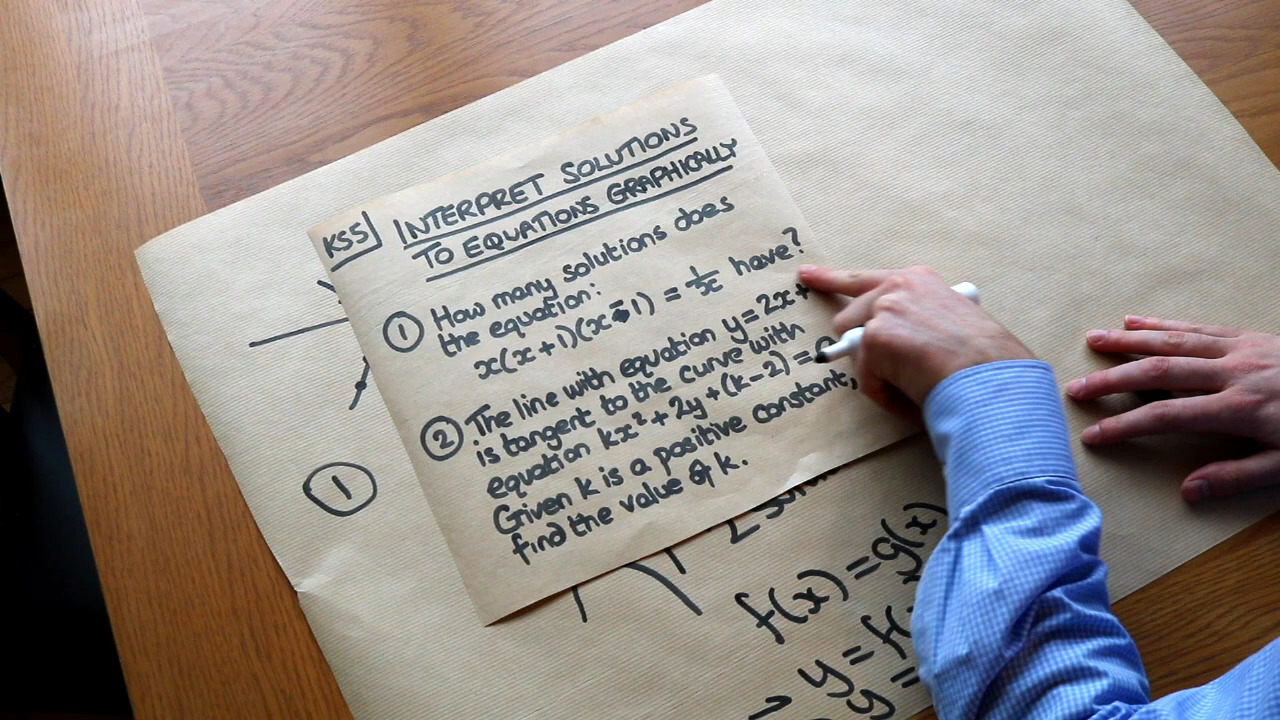 KS5
INTERPRET SOLUTIONS
TO EQUATIONS GRAPHICALLY
① How many solutions does
the equation:
x(x+1)(x-1) = 1/x have?
② The line with equation y=2x+
is tangent to the curve with
equation kx²+2y+(k-2)=0
Given k is a positive constant,
find the value of k.
①
2
f(x)=g(x)
y=f(
y=